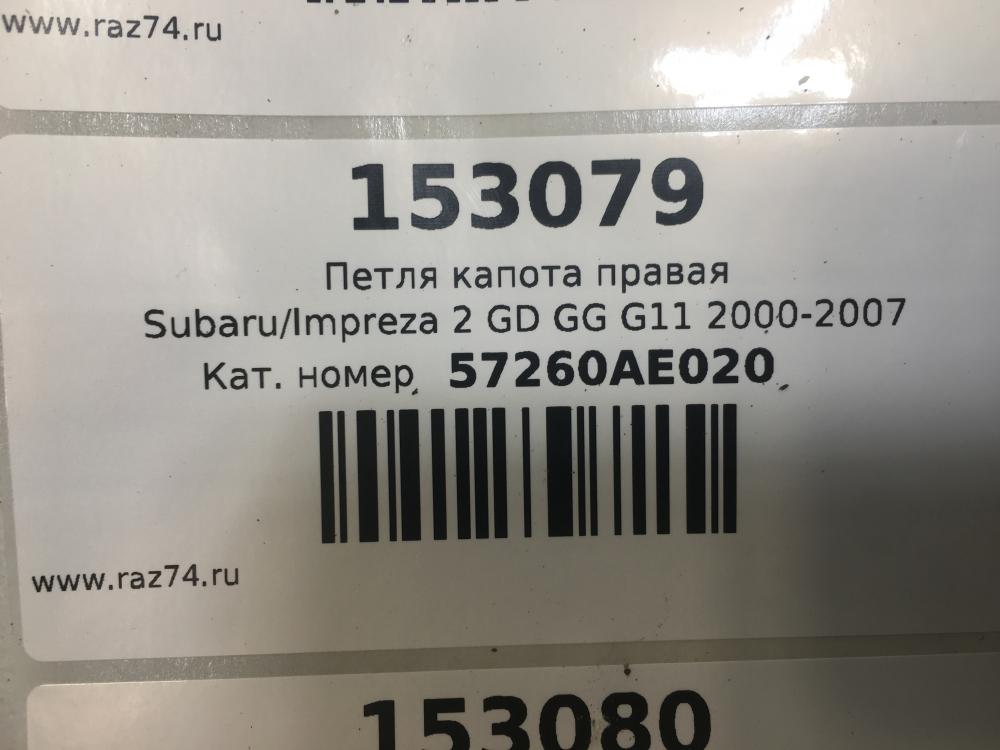 www.raz74.ru
153079
Петля капота правая
Subaru/Impreza 2 GD GG G11 2000-2007
Кат. номер 57260AE020
www.raz74.ru
153080